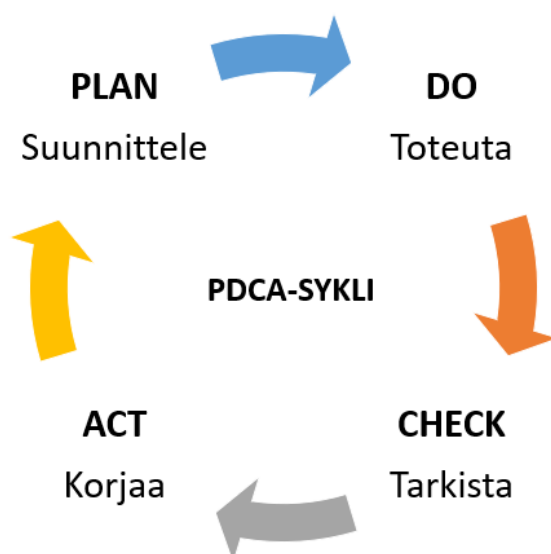 PLAN
Suunnittele
DO
Toteuta
PDCA-SYKLI
ACT
Korjaa
CHECK
Tarkista